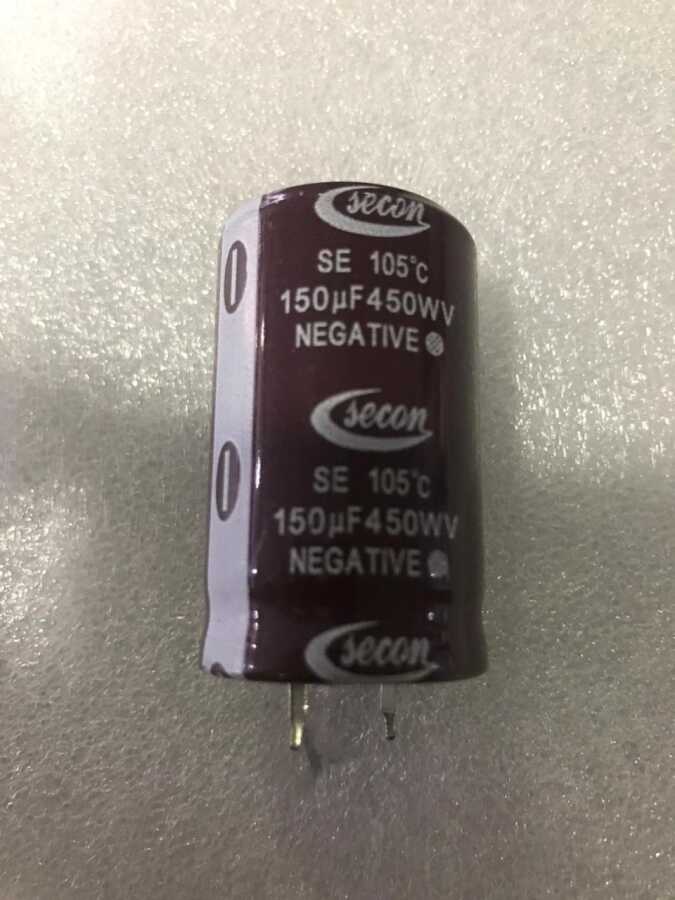 secon
SE 105°C
150µF450WV
NEGATIVE
secon
SE 105°C
150µF450WV
NEGATIVE
secon